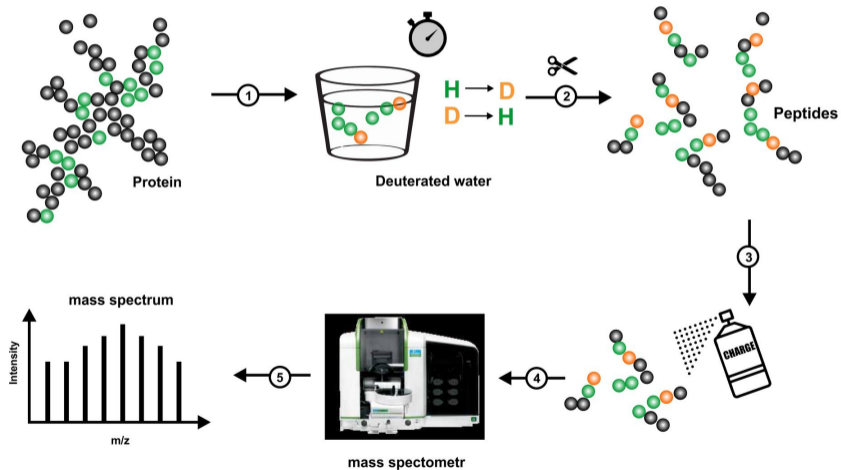 1
H → D
D → H
2
Peptides
Protein
Deuterated water
3
mass spectrum
Intensity
m/z
5
4
CHARGE
mass spectometr